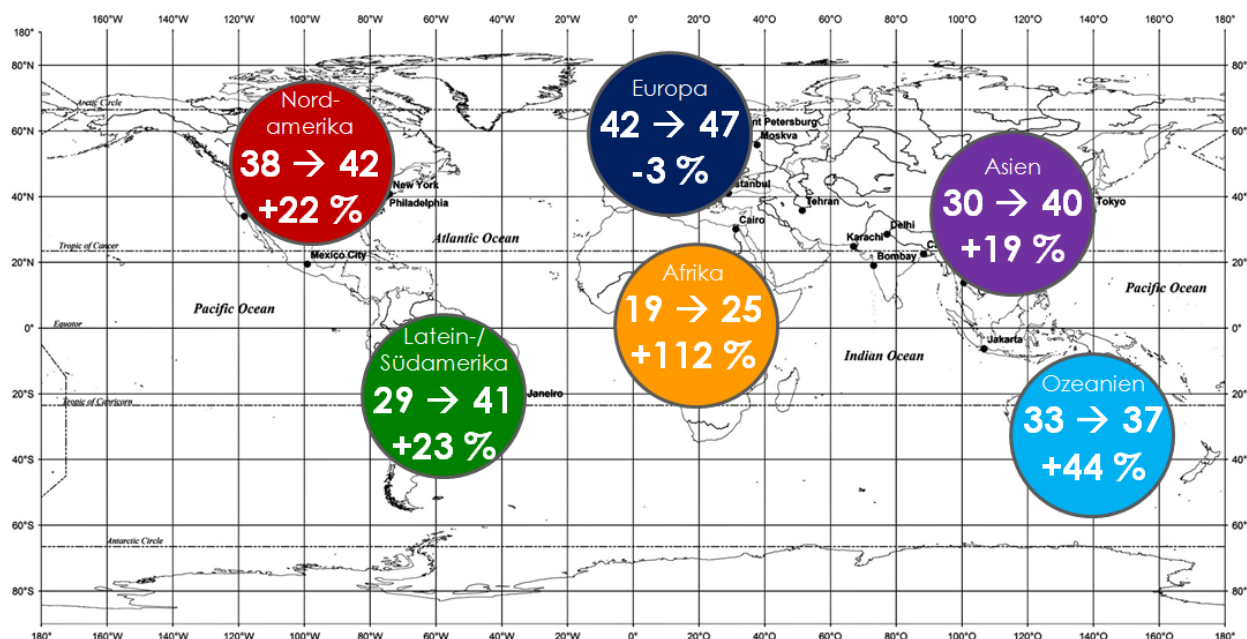 180° 160°W 140°W 120°W 100°W 80°W 60°W 40°W 20°W 0° 20°E 40°E 60°E 80°E 100°E 120°E 140°E 160°E 180°
180°
80°N 80°N
Arctic Circle
60°N 60°N
40°N 40°N
Tropic of Cancer
20°N 20°
Equator
0° 0°
Tropic of Capricorn
20°S 20°
40°S 40°
60°S 60°
Antarctic Circle
80°S 80°
Nord-
amerika
38 → 42
+22 %
Europa
42 → 47
-3 %
Asien
30 → 40
+19 %
Afrika
19 → 25
+112 %
Latein-/
Südamerika
29 → 41
+23 %
Ozeanien
33 → 37
+44 %
nt Petersburg
Moskva
New York
Philadelphia
Istanbul
Tehran
Tokyo
Cairo
Delhi
Karachi
Bombay
Mexico City
Atlantic Ocean
Pacific Ocean
Pacific Ocean
Indian Ocean
Jakarta
Janeiro
180° 160°W 140°W 120°W 100°W 80°W 60°W 40°W 20°W 0° 20°E 40°E 60°E 80°E 100°E 120°E 140°E 160°E 180°